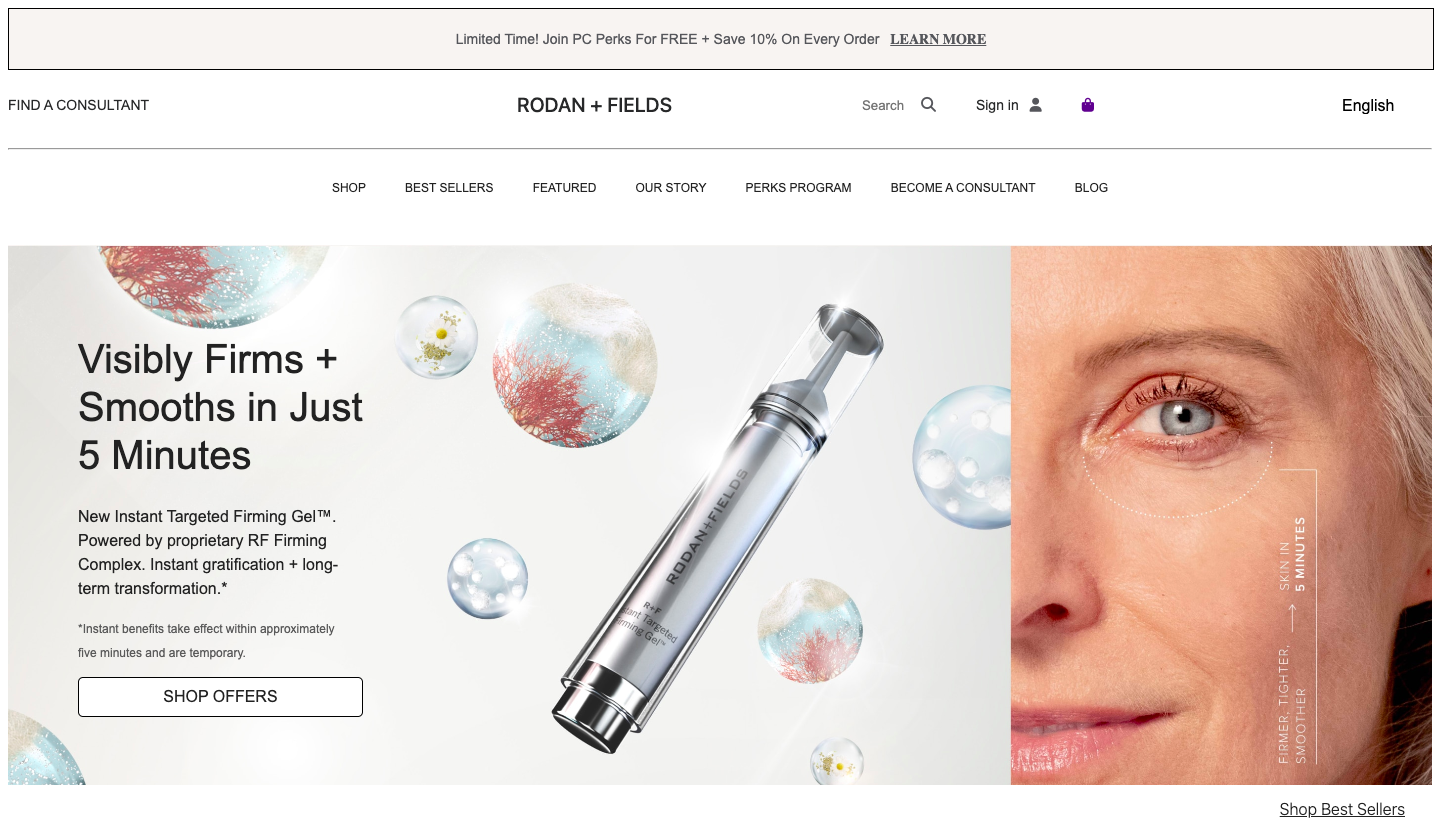 Limited Time! Join PC Perks For FREE + Save 10% On Every Order LEARN MORE
FIND A CONSULTANT
RODAN + FIELDS
Search
Sign in
English
SHOP
BEST SELLERS
FEATURED
OUR STORY
PERKS PROGRAM
BECOME A CONSULTANT
BLOG
Visibly Firms +
Smooths in Just
5 Minutes
New Instant Targeted Firming Gel™.
Powered by proprietary RF Firming
Complex. Instant gratification + long-
term transformation.*
*Instant benefits take effect within approximately
five minutes and are temporary.
SHOP OFFERS
RODAN+FIELDS
R+F
Targeted
Gel™
FIRMER, TIGHTER, → SKIN IN
SMOOTHER 5 MINUTES
Shop Best Sellers